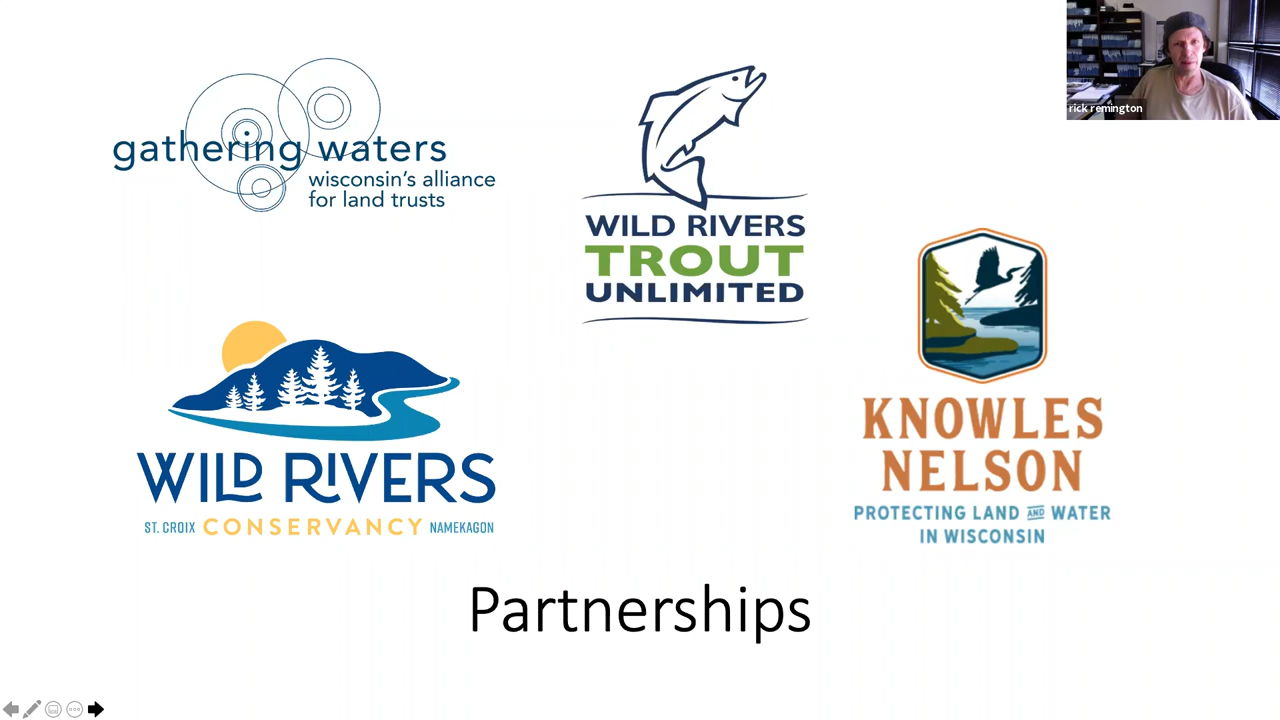 rick remington
gathering waters
wisconsin's alliance
for land trusts
WILD RIVERS
TROUT
UNLIMITED
WILD RIVERS
ST. CROIX CONSERVANCY NAMEKAGON
KNOWLES
NELSON
PROTECTING LAND AND WATER
IN WISCONSIN
Partnerships